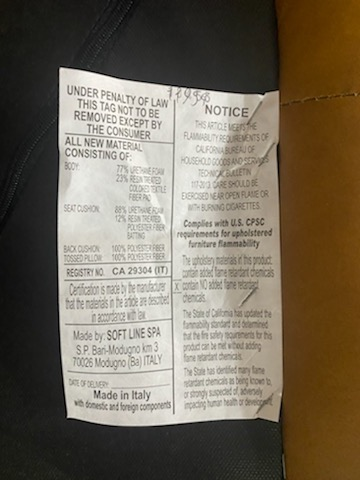 UNDER PENALTY OF LAW
THIS TAG NOT TO BE
REMOVED EXCEPT BY
THE CONSUMER
ALL NEW MATERIAL
CONSISTING OF:
BODY: 77% URETHANE FOAM
23% RESIN TREATED
COLORED TEXTILE
FIBER PAD
SEAT CUSHION: 88% URETHANE FOAM
12% RESIN TREATED
POLYESTER FIBER
BATTING
BACK CUSHION: 100% POLYESTER FIBER
TOSSED PILLOW: 100% POLYESTER FIBER
REGISTRY NO. CA 29304 (IT)
Certification is made by the manufacturer
that the materials in the article are described
in accordance with law.
Made by: SOFT LINE SPA
S.P. Bari-Modugno km 3
70026 Modugno (Ba) ITALY
DATE OF DELIVERY
Made in Italy
with domestic and foreign components
NOTICE
THIS ARTICLE MEETS THE
FLAMMABILITY REQUIREMENTS OF
CALIFORNIA BUREAU OF
HOUSEHOLD GOODS AND SERVICES
TECHNICAL BULLETIN
117-2013. CARE SHOULD BE
EXERCISED NEAR OPEN FLAME OR
WITH BURNING CIGARETTES.
Complies with U.S. CPSC
requirements for upholstered
furniture flammability
The upholstery materials in this product:
contain added flame retardant chemicals
X contain NO added flame retardant
chemicals.
The State of California has updated the
flammability standard and determined
that the fire safety requirements for this
product can be met without adding
flame retardant chemicals.
The State has identified many flame
retardant chemicals as being known to,
or strongly suspected of, adversely
impacting human health or development.